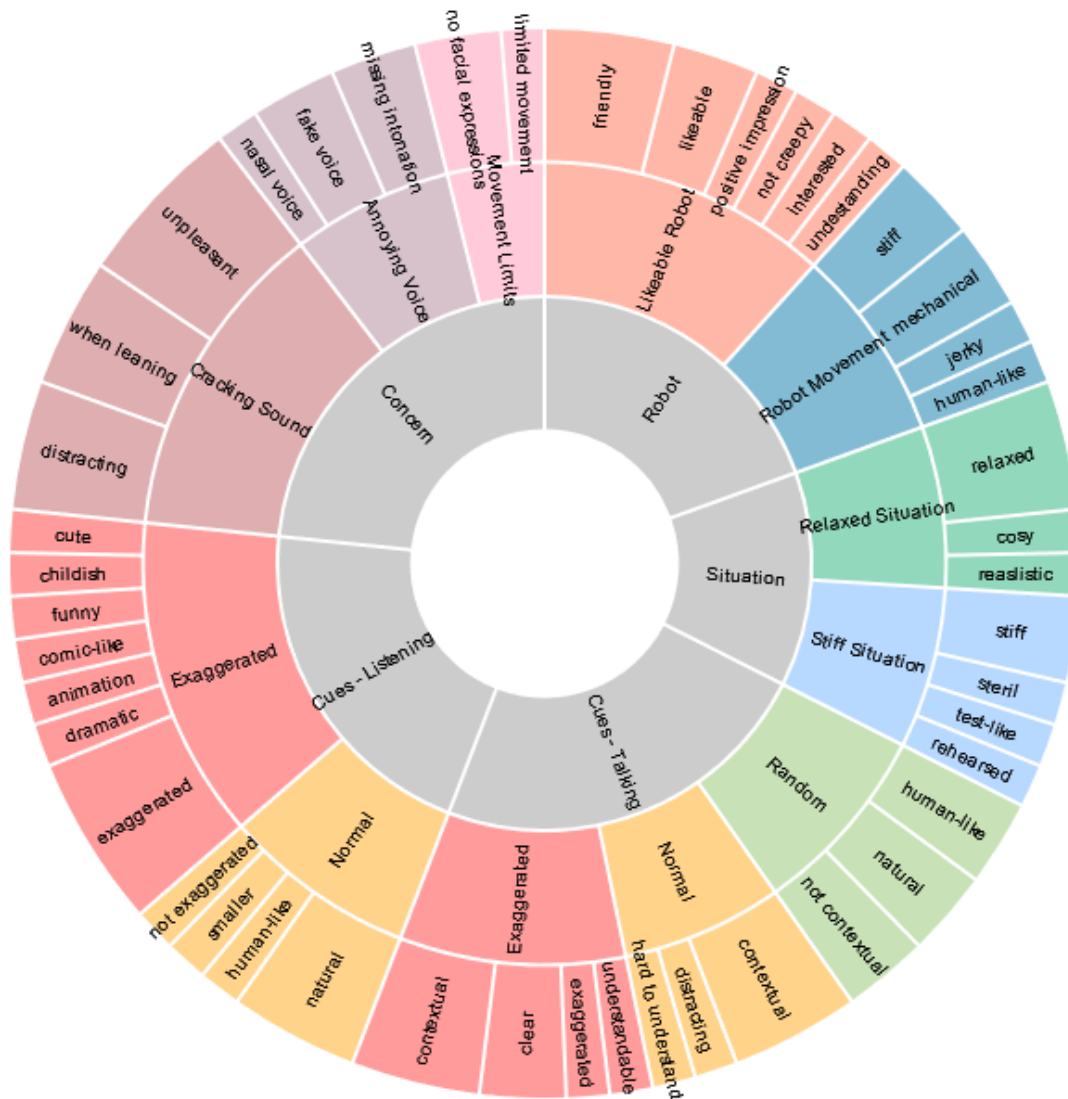 Robot
Likeable Robot
friendly
likeable
positive impression
not creepy
interested
undestanding
Robot Movement
stiff
mechanical
jerky
human-like
Situation
Relaxed Situation
relaxed
cosy
reaslistic
Stiff Situation
stiff
steril
test-like
rehearsed
Cues - Talking
Random
human-like
natural
not contextual
Normal
contextual
distracting
hard to understand
Exaggerated
understandable
exaggerated
clear
contextual
Cues - Listening
Normal
natural
human-like
smaller
not exaggerated
Exaggerated
exaggerated
dramatic
animation
comic-like
funny
childish
cute
Concern
Cracking Sound
distracting
when leaning
unpleasant
Annoying Voice
nasal voice
fake voice
missing intonation
Movement Limits
no facial expressions
limited movement